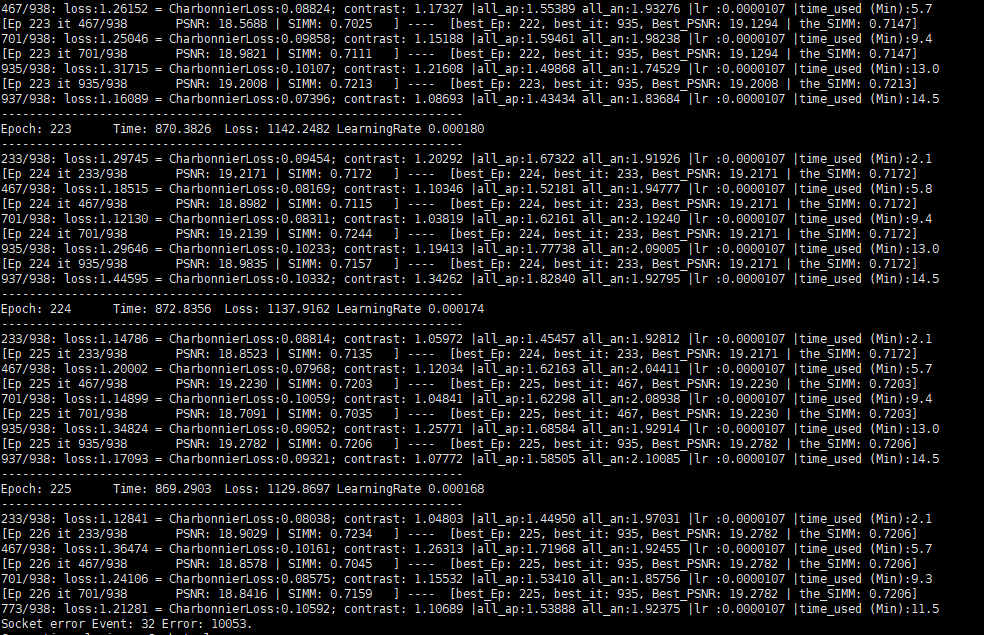 467/938: loss:1.26152 = CharbonnierLoss:0.08824; contrast: 1.17327 |all_ap:1.55389 all_an:1.93276 |lr :0.0000107 |time_used (Min):5.7
[Ep 223 it 467/938 PSNR: 18.5688 | SIMM: 0.7025 ] ---- [best_Ep: 222, best_it: 935, Best_PSNR: 19.1294 | the_SIMM: 0.7147]
701/938: loss:1.25046 = CharbonnierLoss:0.09858; contrast: 1.15188 |all_ap:1.59461 all_an:1.98238 |lr :0.0000107 |time_used (Min):9.4
[Ep 223 it 701/938 PSNR: 18.9821 | SIMM: 0.7111 ] ---- [best_Ep: 222, best_it: 935, Best_PSNR: 19.1294 | the_SIMM: 0.7147]
935/938: loss:1.31715 = CharbonnierLoss:0.10107; contrast: 1.21608 |all_ap:1.49868 all_an:1.74529 |lr :0.0000107 |time_used (Min):13.0
[Ep 223 it 935/938 PSNR: 19.2008 | SIMM: 0.7213 ] ---- [best_Ep: 223, best_it: 935, Best_PSNR: 19.2008 | the_SIMM: 0.7213]
937/938: loss:1.16089 = CharbonnierLoss:0.07396; contrast: 1.08693 |all_ap:1.43434 all_an:1.83684 |lr :0.0000107 |time_used (Min):14.5
------------------------------------------------------------------
Epoch: 223 Time: 870.3826 Loss: 1142.2482 LearningRate 0.000180
------------------------------------------------------------------
233/938: loss:1.29745 = CharbonnierLoss:0.09454; contrast: 1.20292 |all_ap:1.67322 all_an:1.91926 |lr :0.0000107 |time_used (Min):2.1
[Ep 224 it 233/938 PSNR: 19.2171 | SIMM: 0.7172 ] ---- [best_Ep: 224, best_it: 233, Best_PSNR: 19.2171 | the_SIMM: 0.7172]
467/938: loss:1.18515 = CharbonnierLoss:0.08169; contrast: 1.10346 |all_ap:1.52181 all_an:1.94777 |lr :0.0000107 |time_used (Min):5.8
[Ep 224 it 467/938 PSNR: 18.8982 | SIMM: 0.7115 ] ---- [best_Ep: 224, best_it: 233, Best_PSNR: 19.2171 | the_SIMM: 0.7172]
701/938: loss:1.12130 = CharbonnierLoss:0.08311; contrast: 1.03819 |all_ap:1.62161 all_an:2.19240 |lr :0.0000107 |time_used (Min):9.4
[Ep 224 it 701/938 PSNR: 19.2139 | SIMM: 0.7244 ] ---- [best_Ep: 224, best_it: 233, Best_PSNR: 19.2171 | the_SIMM: 0.7172]
935/938: loss:1.29646 = CharbonnierLoss:0.10233; contrast: 1.19413 |all_ap:1.77738 all_an:2.09005 |lr :0.0000107 |time_used (Min):13.0
[Ep 224 it 935/938 PSNR: 18.9835 | SIMM: 0.7157 ] ---- [best_Ep: 224, best_it: 233, Best_PSNR: 19.2171 | the_SIMM: 0.7172]
937/938: loss:1.44595 = CharbonnierLoss:0.10332; contrast: 1.34262 |all_ap:1.82840 all_an:1.92795 |lr :0.0000107 |time_used (Min):14.5
------------------------------------------------------------------
Epoch: 224 Time: 872.8356 Loss: 1137.9162 LearningRate 0.000174
------------------------------------------------------------------
233/938: loss:1.14786 = CharbonnierLoss:0.08814; contrast: 1.05972 |all_ap:1.45457 all_an:1.92812 |lr :0.0000107 |time_used (Min):2.1
[Ep 225 it 233/938 PSNR: 18.8523 | SIMM: 0.7135 ] ---- [best_Ep: 224, best_it: 233, Best_PSNR: 19.2171 | the_SIMM: 0.7172]
467/938: loss:1.20002 = CharbonnierLoss:0.07968; contrast: 1.12034 |all_ap:1.62163 all_an:2.04411 |lr :0.0000107 |time_used (Min):5.7
[Ep 225 it 467/938 PSNR: 19.2230 | SIMM: 0.7203 ] ---- [best_Ep: 225, best_it: 467, Best_PSNR: 19.2230 | the_SIMM: 0.7203]
701/938: loss:1.14899 = CharbonnierLoss:0.10059; contrast: 1.04841 |all_ap:1.62298 all_an:2.08938 |lr :0.0000107 |time_used (Min):9.4
[Ep 225 it 701/938 PSNR: 18.7091 | SIMM: 0.7035 ] ---- [best_Ep: 225, best_it: 467, Best_PSNR: 19.2230 | the_SIMM: 0.7203]
935/938: loss:1.34824 = CharbonnierLoss:0.09052; contrast: 1.25771 |all_ap:1.68584 all_an:1.92914 |lr :0.0000107 |time_used (Min):13.0
[Ep 225 it 935/938 PSNR: 19.2782 | SIMM: 0.7206 ] ---- [best_Ep: 225, best_it: 935, Best_PSNR: 19.2782 | the_SIMM: 0.7206]
937/938: loss:1.17093 = CharbonnierLoss:0.09321; contrast: 1.07772 |all_ap:1.58505 all_an:2.10085 |lr :0.0000107 |time_used (Min):14.5
------------------------------------------------------------------
Epoch: 225 Time: 869.2903 Loss: 1129.8697 LearningRate 0.000168
------------------------------------------------------------------
233/938: loss:1.12841 = CharbonnierLoss:0.08038; contrast: 1.04803 |all_ap:1.44950 all_an:1.97031 |lr :0.0000107 |time_used (Min):2.1
[Ep 226 it 233/938 PSNR: 18.9029 | SIMM: 0.7234 ] ---- [best_Ep: 225, best_it: 935, Best_PSNR: 19.2782 | the_SIMM: 0.7206]
467/938: loss:1.36474 = CharbonnierLoss:0.10161; contrast: 1.26313 |all_ap:1.71968 all_an:1.92455 |lr :0.0000107 |time_used (Min):5.7
[Ep 226 it 467/938 PSNR: 18.8578 | SIMM: 0.7045 ] ---- [best_Ep: 225, best_it: 935, Best_PSNR: 19.2782 | the_SIMM: 0.7206]
701/938: loss:1.24106 = CharbonnierLoss:0.08575; contrast: 1.15532 |all_ap:1.53410 all_an:1.85756 |lr :0.0000107 |time_used (Min):9.3
[Ep 226 it 701/938 PSNR: 18.8416 | SIMM: 0.7159 ] ---- [best_Ep: 225, best_it: 935, Best_PSNR: 19.2782 | the_SIMM: 0.7206]
773/938: loss:1.21281 = CharbonnierLoss:0.10592; contrast: 1.10689 |all_ap:1.53888 all_an:1.92375 |lr :0.0000107 |time_used (Min):11.5
Socket error Event: 32 Error: 10053.